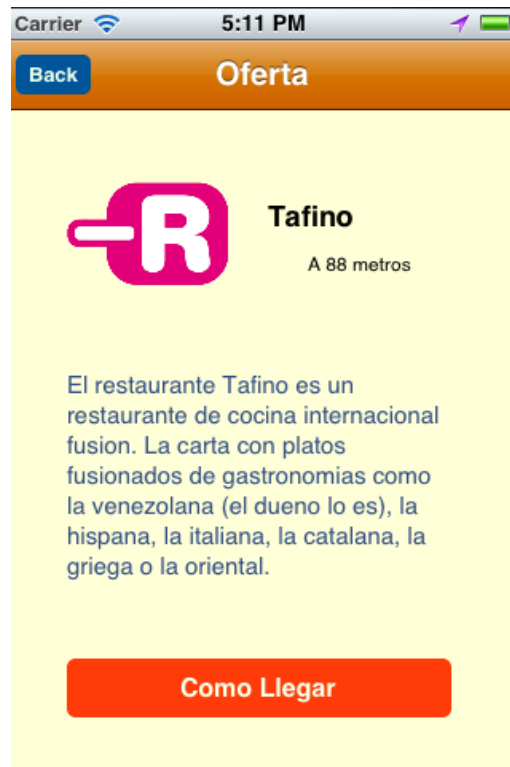 Carrier 5:11 PM
Back Oferta
R
Tafino
A 88 metros
El restaurante Tafino es un
restaurante de cocina internacional
fusion. La carta con platos
fusionados de gastronomias como
la venezolana (el dueno lo es), la
hispana, la italiana, la catalana, la
griega o la oriental.
Como Llegar